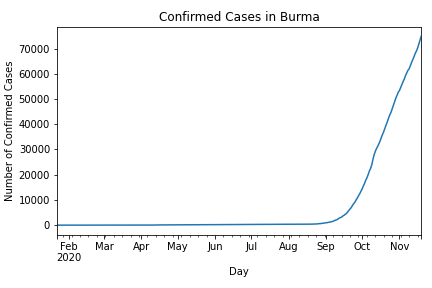 Confirmed Cases in Burma
Number of Confirmed Cases
70000
60000
50000
40000
30000
20000
10000
0
Feb Mar Apr May Jun Jul Aug Sep Oct Nov
2020
Day